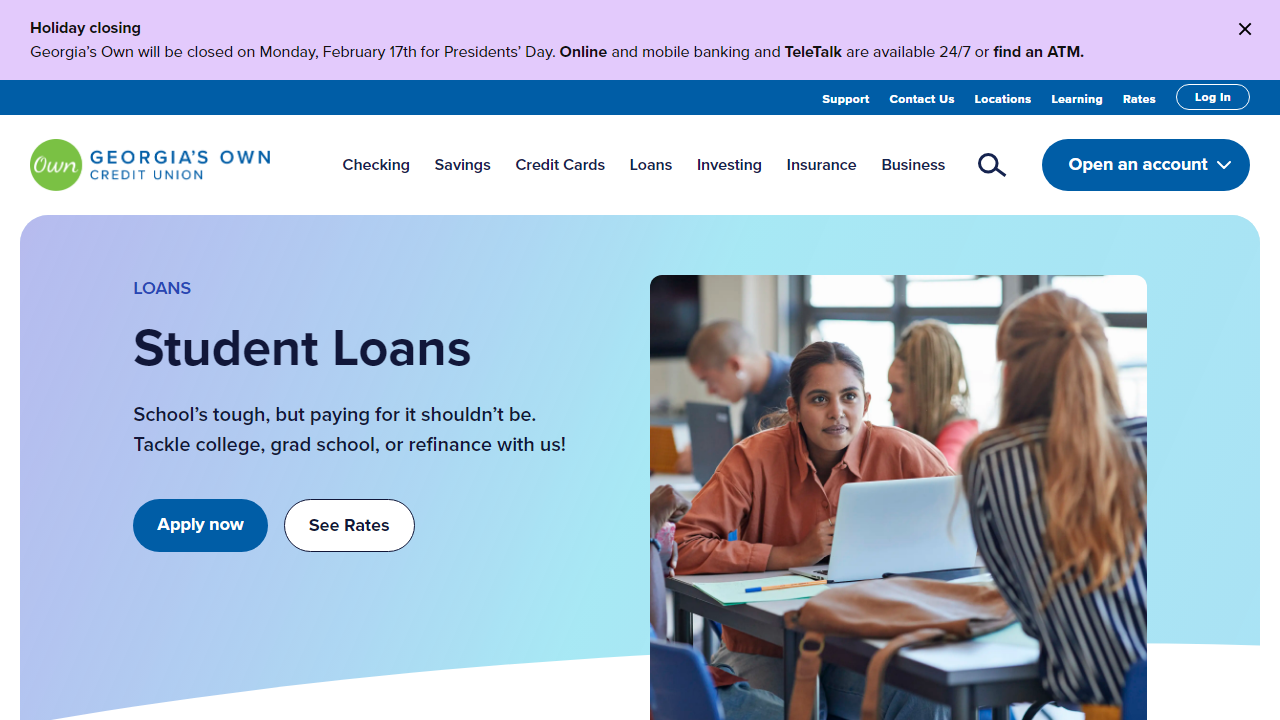 Holiday closing
Georgia’s Own will be closed on Monday, February 17th for Presidents’ Day. Online and mobile banking and TeleTalk are available 24/7 or find an ATM.
Support Contact Us Locations Learning Rates Log In
Own GEORGIA’S OWN
CREDIT UNION
Checking Savings Credit Cards Loans Investing Insurance Business Open an account
LOANS
Student Loans
School’s tough, but paying for it shouldn’t be.
Tackle college, grad school, or refinance with us!
Apply now See Rates